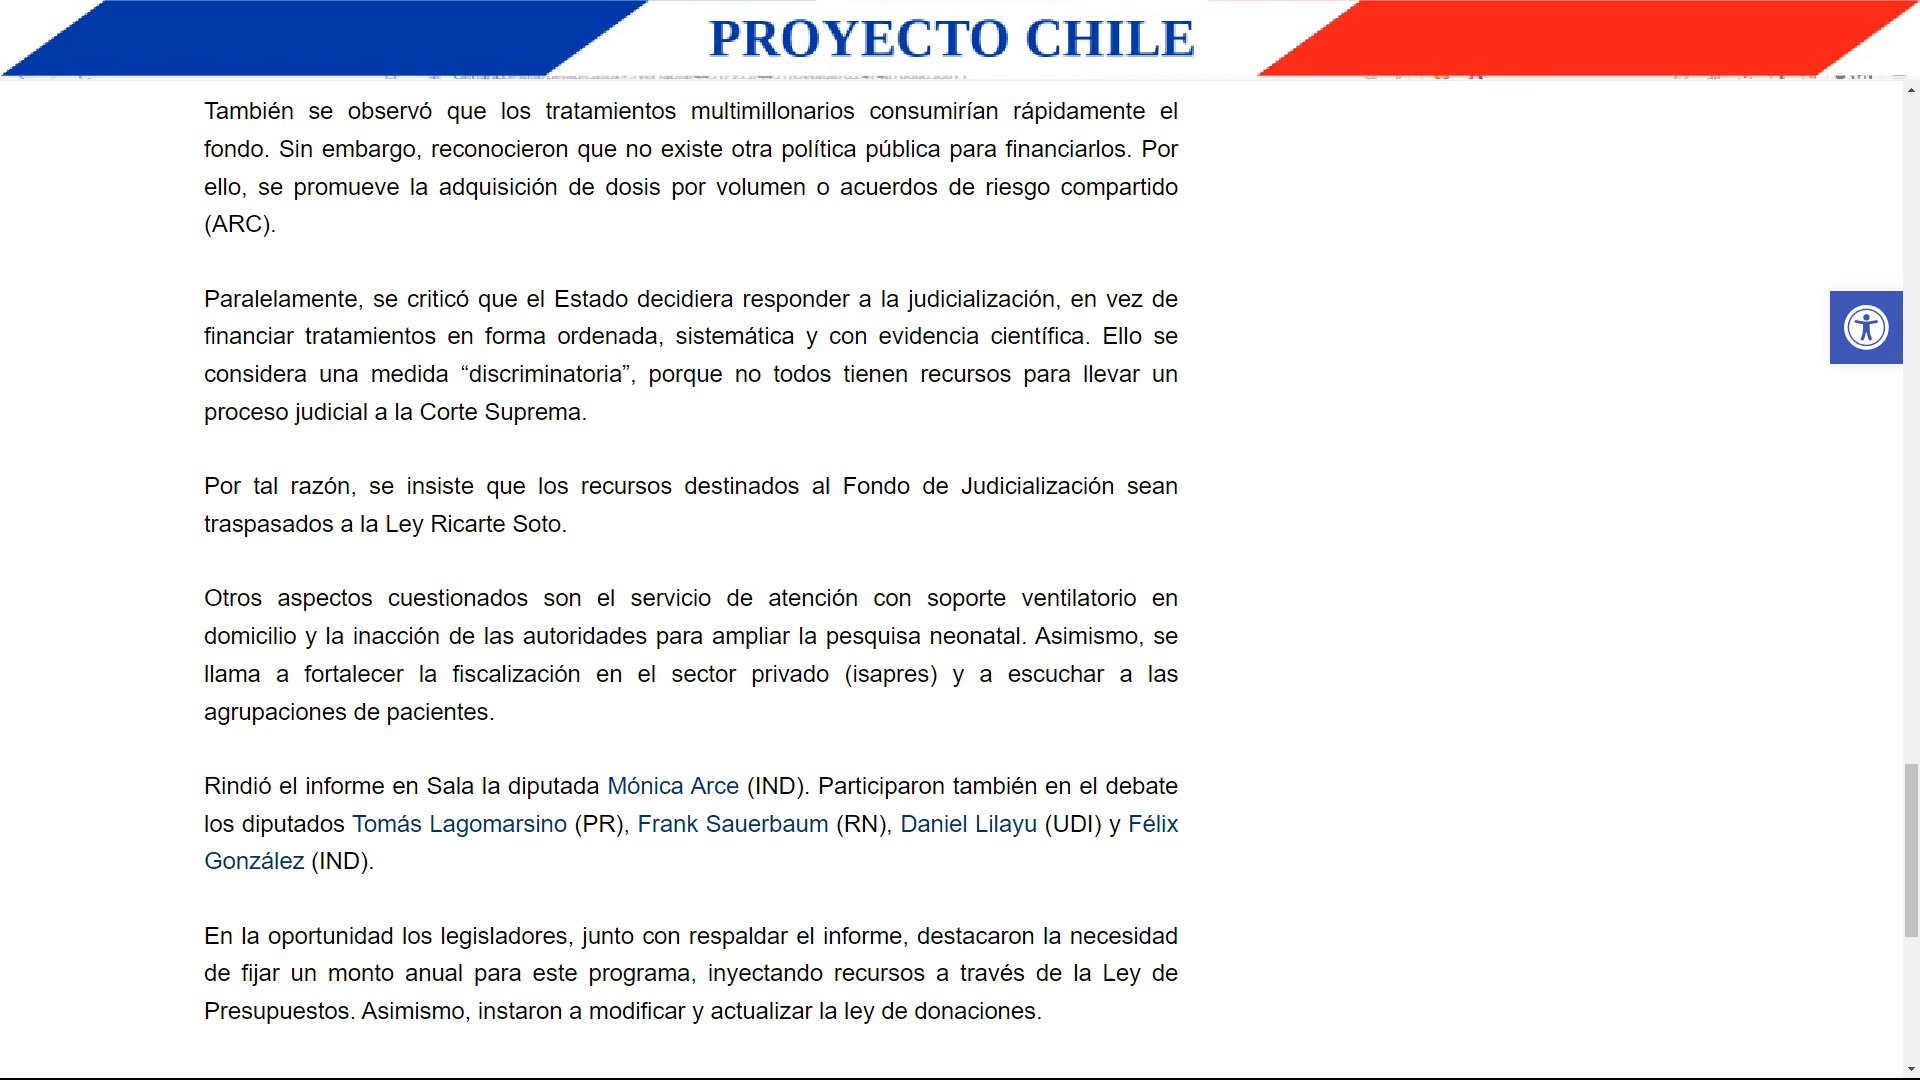 PROYECTO CHILE
También se observó que los tratamientos multimillonarios consumirían rápidamente el
fondo. Sin embargo, reconocieron que no existe otra política pública para financiarlos. Por
ello, se promueve la adquisición de dosis por volumen o acuerdos de riesgo compartido
(ARC).
Paralelamente, se criticó que el Estado decidiera responder a la judicialización, en vez de
financiar tratamientos en forma ordenada, sistemática y con evidencia científica. Ello se
considera una medida “discriminatoria”, porque no todos tienen recursos para llevar un
proceso judicial a la Corte Suprema.
Por tal razón, se insiste que los recursos destinados al Fondo de Judicialización sean
traspasados a la Ley Ricarte Soto.
Otros aspectos cuestionados son el servicio de atención con soporte ventilatorio en
domicilio y la inacción de las autoridades para ampliar la pesquisa neonatal. Asimismo, se
llama a fortalecer la fiscalización en el sector privado (isapres) y a escuchar a las
agrupaciones de pacientes.
Rindió el informe en Sala la diputada Mónica Arce (IND). Participaron también en el debate
los diputados Tomás Lagomarsino (PR), Frank Sauerbaum (RN), Daniel Lilayu (UDI) y Félix
González (IND).
En la oportunidad los legisladores, junto con respaldar el informe, destacaron la necesidad
de fijar un monto anual para este programa, inyectando recursos a través de la Ley de
Presupuestos. Asimismo, instaron a modificar y actualizar la ley de donaciones.